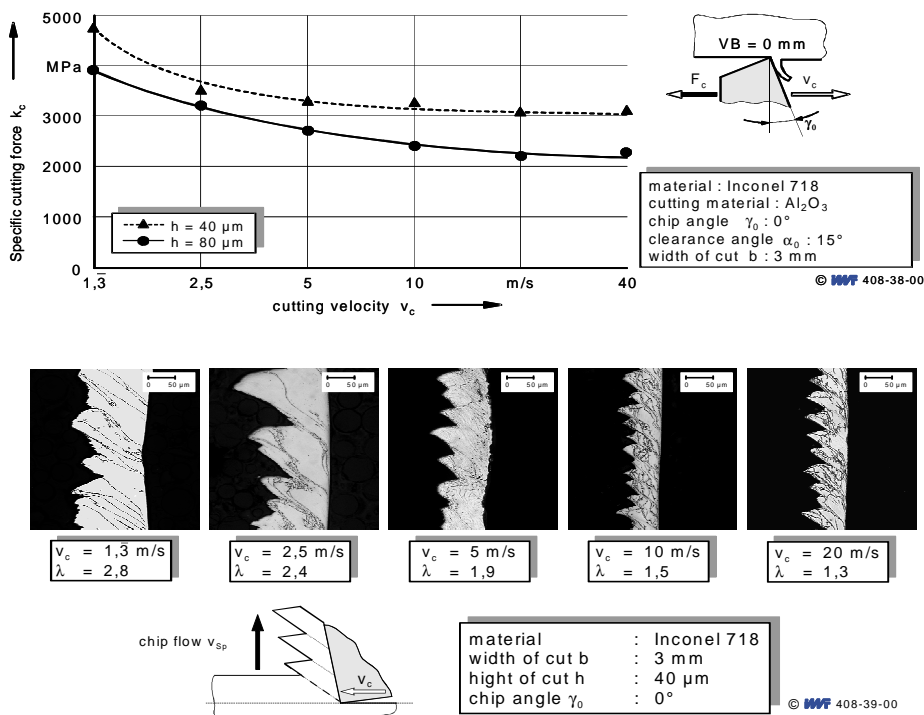 5000
MPa
3000
2000
1000
0
Specific cutting force kc
1,3̅
2,5
5
10
m/s
40
cutting velocity vc
h = 40 µm
h = 80 µm
VB = 0 mm
Fc
vc
γ0
material : Inconel 718
cutting material : Al2O3
chip angle γ0 : 0°
clearance angle α0 : 15°
width of cut b : 3 mm
© IWF 408-38-00
0 50 µm
0 50 µm
0 50 µm
0 50 µm
0 50 µm
vc = 1,3̅ m/s
λ = 2,8
vc = 2,5 m/s
λ = 2,4
vc = 5 m/s
λ = 1,9
vc = 10 m/s
λ = 1,5
vc = 20 m/s
λ = 1,3
chip flow vSp
vc
material : Inconel 718
width of cut b : 3 mm
hight of cut h : 40 µm
chip angle γ0 : 0°
© IWF 408-39-00